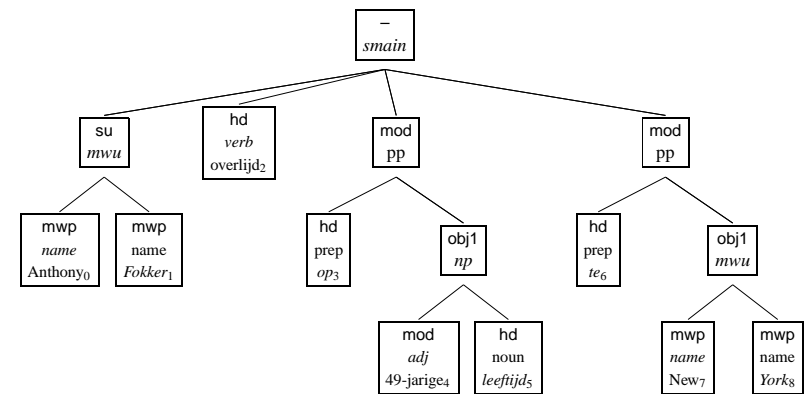 –
smain
su
mwu
hd
verb
overlijd2
mod
pp
mod
pp
mwp
name
Anthony0
mwp
name
Fokker1
hd
prep
op3
obj1
np
hd
prep
te6
obj1
mwu
mod
adj
49-jarige4
hd
noun
leeftijd5
mwp
name
New7
mwp
name
York8